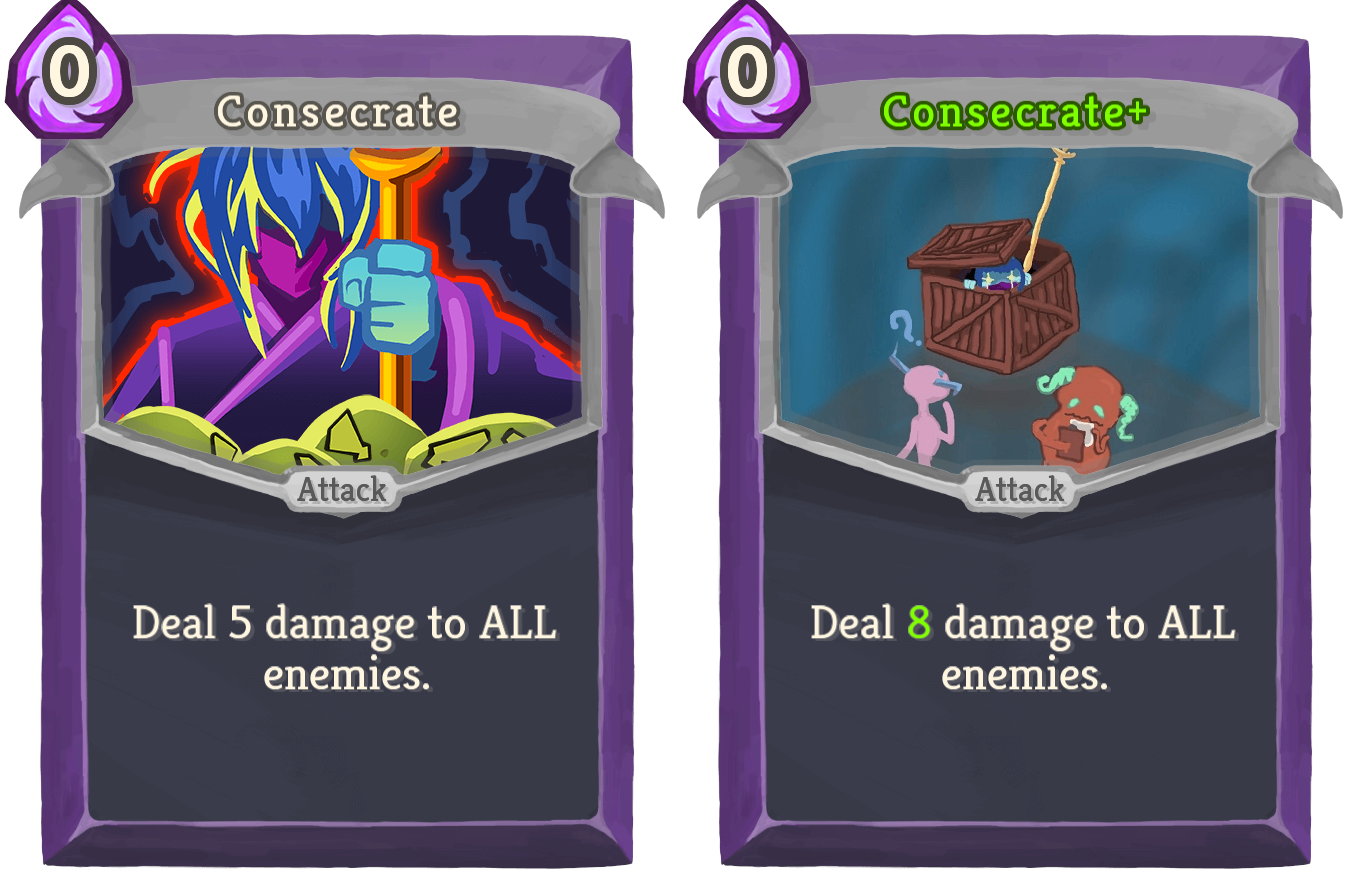 0
Consecrate
Attack
Deal 5 damage to ALL
enemies.
0
Consecrate+
?
Attack
Deal 8 damage to ALL
enemies.